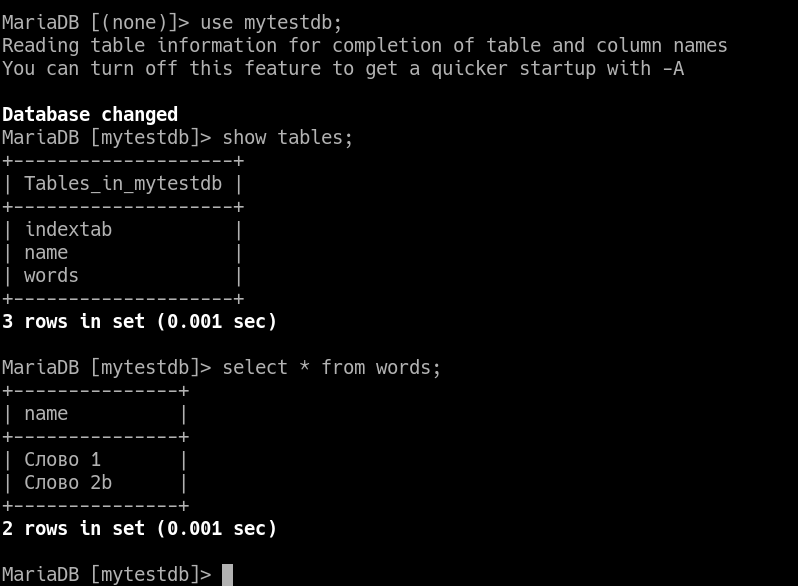 MariaDB [(none)]> use mytestdb;
Reading table information for completion of table and column names
You can turn off this feature to get a quicker startup with -A
Database changed
MariaDB [mytestdb]> show tables;
+--------------------+
| Tables_in_mytestdb |
+--------------------+
| indextab           |
| name               |
| words              |
+--------------------+
3 rows in set (0.001 sec)
MariaDB [mytestdb]> select * from words;
+---------------+
| name          |
+---------------+
| Слово 1       |
| Слово 2b      |
+---------------+
2 rows in set (0.001 sec)
MariaDB [mytestdb]>